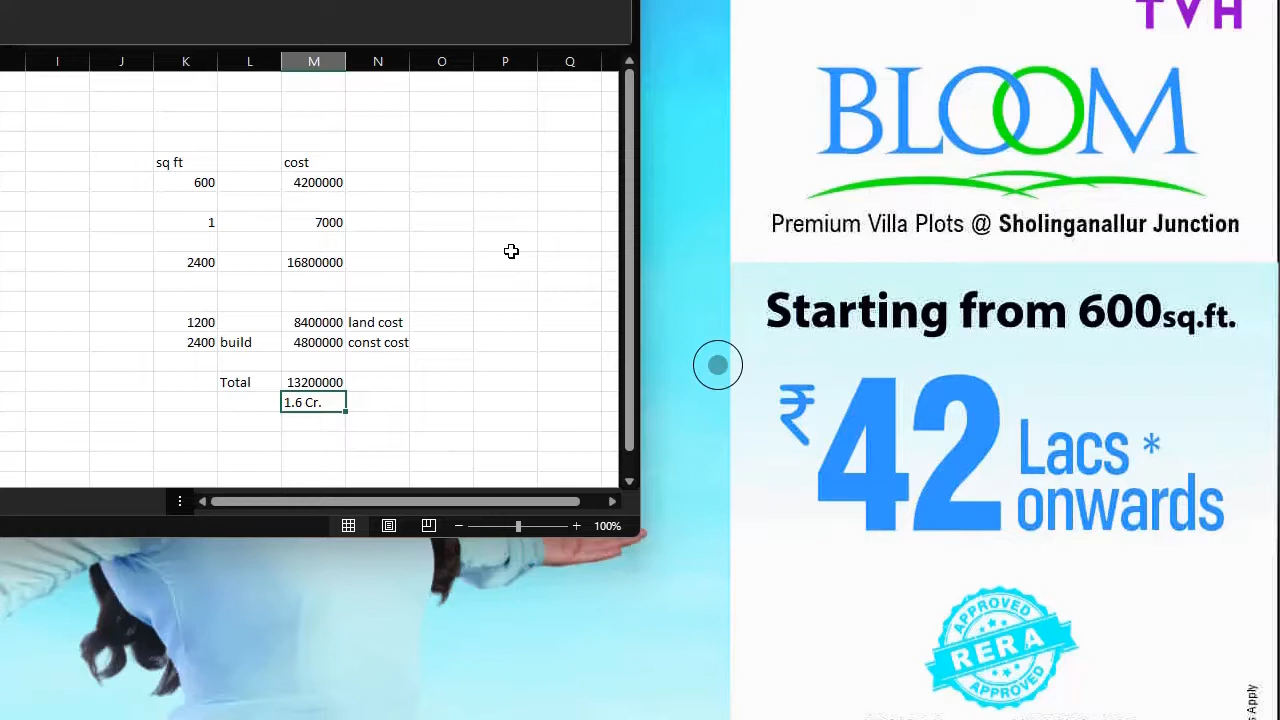 I J K L M N O P Q
sq ft cost
600 4200000
1 7000
2400 16800000
1200 8400000 land cost
2400 build 4800000 const cost
Total 13200000
1.6 Cr.
100%
TVH
BLOOM
Premium Villa Plots @ Sholinganallur Junction
Starting from 600sq.ft.
₹42 Lacs *
onwards
APPROVED
RERA
APPROVED
s Apply